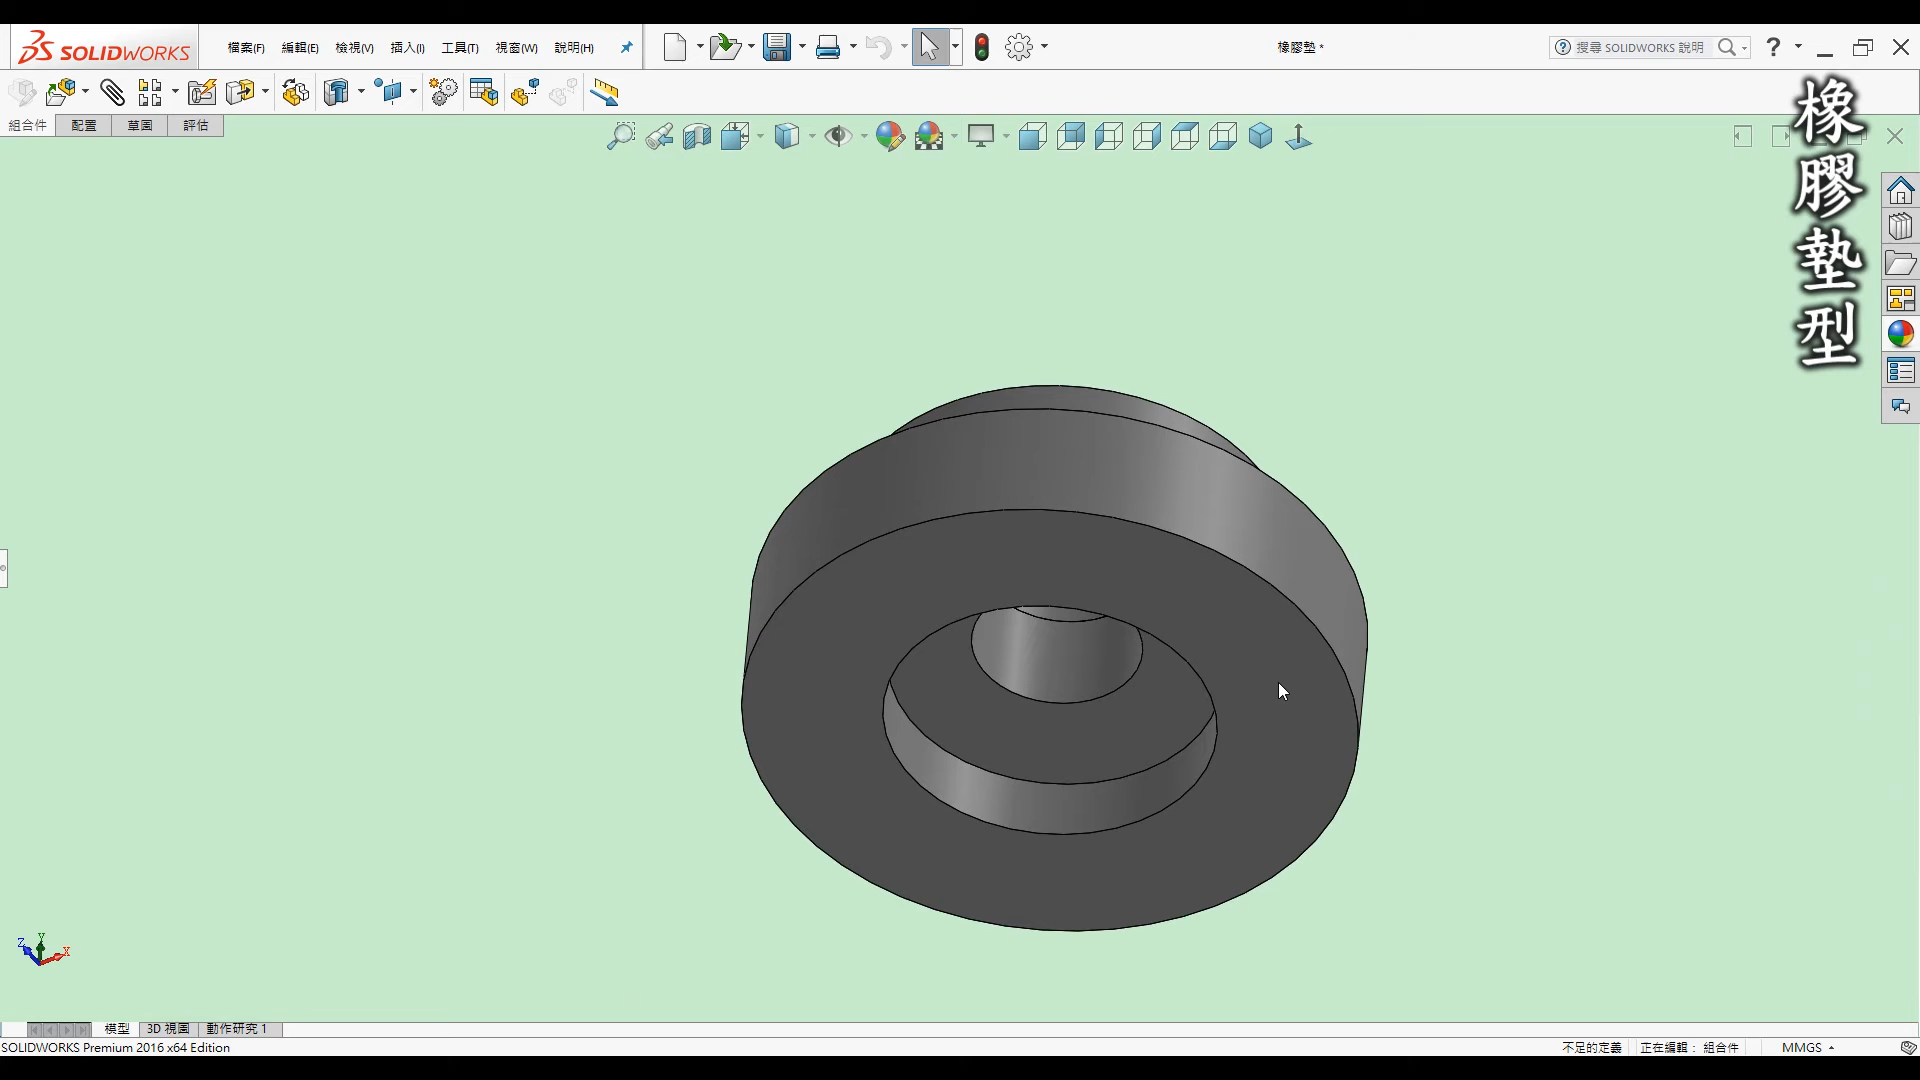 SOLIDWORKS
檔案(F) 編輯(E) 檢視(V) 插入(I) 工具(T) 視窗(W) 說明(H)
橡膠墊 *
搜尋 SOLIDWORKS 說明
組合件 配置 草圖 評估
橡膠墊型
Z Y X
模型 3D 視圖 動作研究 1
SOLIDWORKS Premium 2016 x64 Edition
不足的定義 正在編輯： 組合件 MMGS